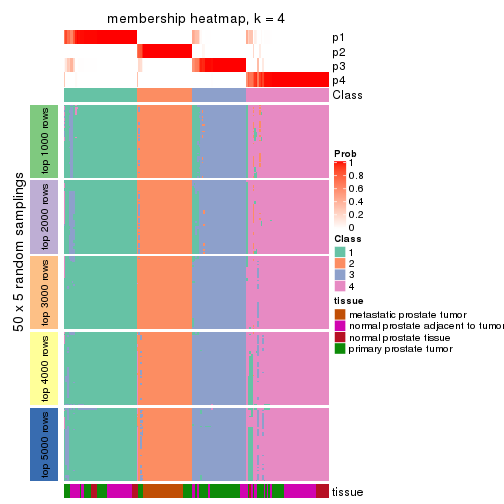 membership heatmap, k = 4
p1
p2
p3
p4
Class
50 x 5 random samplings
top 1000 rows
top 2000 rows
top 3000 rows
top 4000 rows
top 5000 rows
Prob
1
0.8
0.6
0.4
0.2
0
Class
1
2
3
4
tissue
metastatic prostate tumor
normal prostate adjacent to tumor
normal prostate tissue
primary prostate tumor
tissue